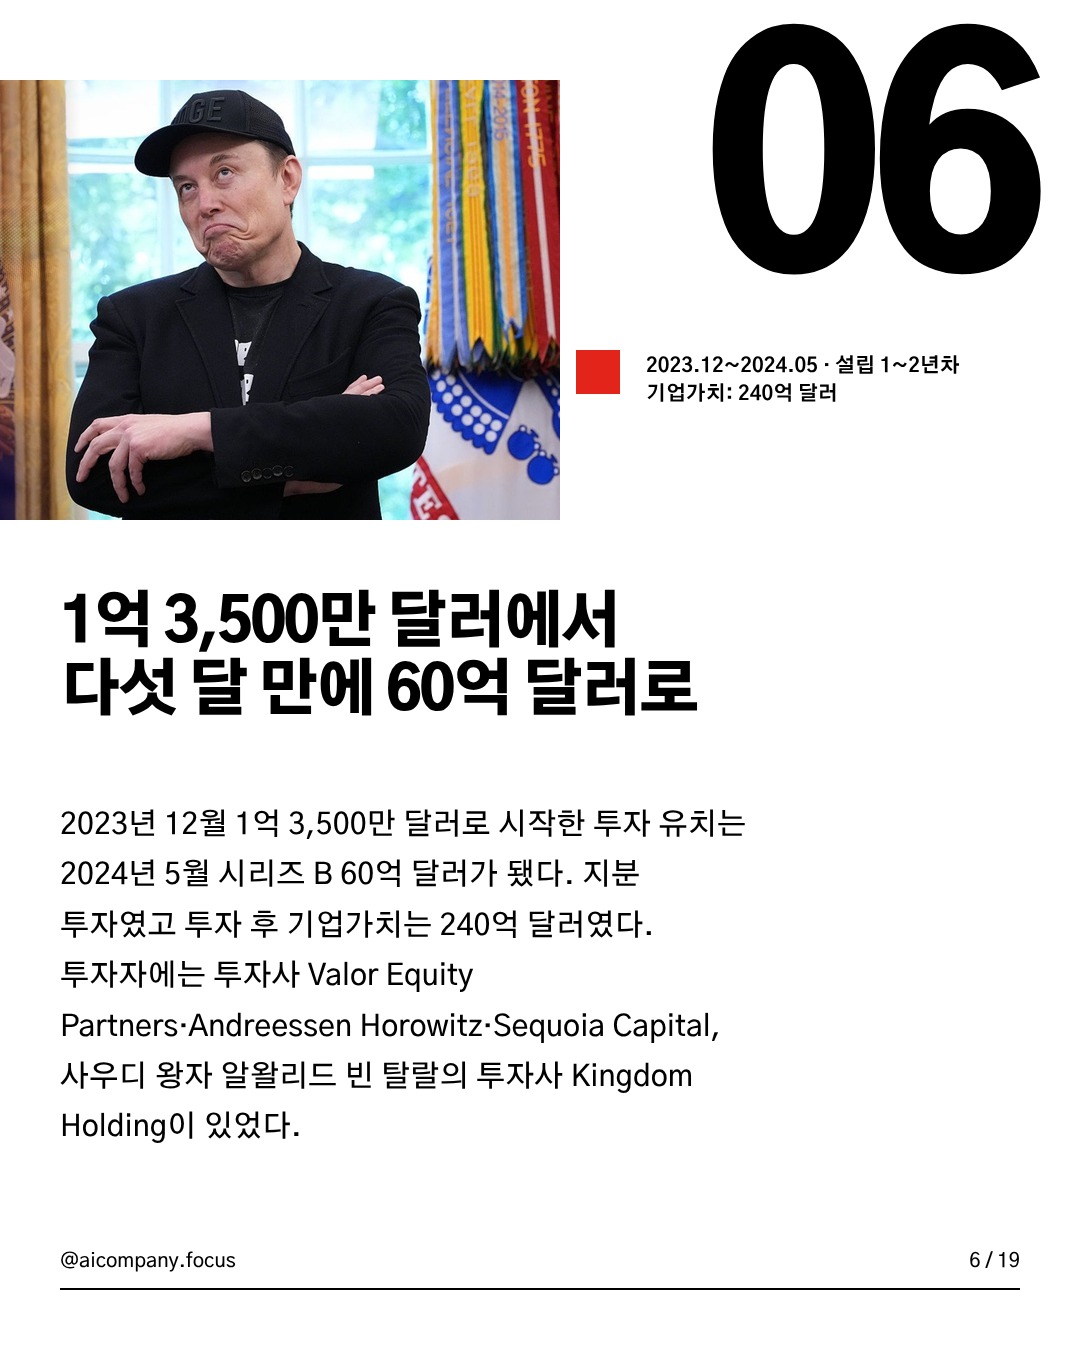 06
2023.12~2024.05 · 설립 1~2년차
기업가치: 240억 달러
1억 3,500만 달러에서
다섯 달 만에 60억 달러로
2023년 12월 1억 3,500만 달러로 시작한 투자 유치는
2024년 5월 시리즈 B 60억 달러가 됐다. 지분
투자였고 투자 후 기업가치는 240억 달러였다.
투자자에는 투자사 Valor Equity
Partners·Andreessen Horowitz·Sequoia Capital,
사우디 왕자 알왈리드 빈 탈랄의 투자사 Kingdom
Holding이 있었다.
@aicompany.focus
6 / 19